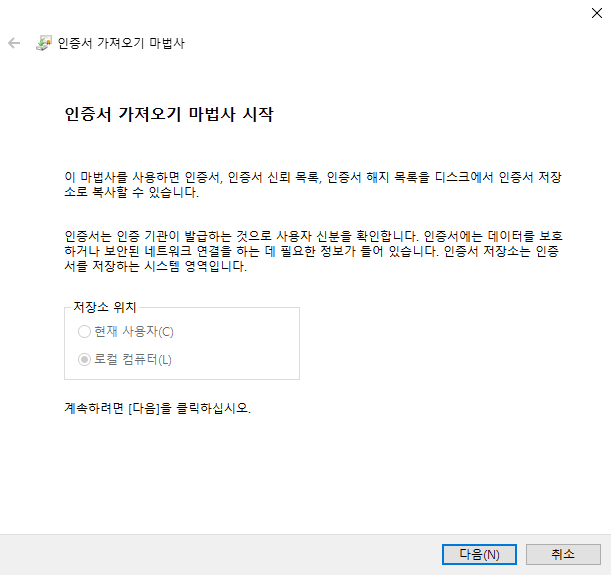 인증서 가져오기 마법사
인증서 가져오기 마법사 시작
이 마법사를 사용하면 인증서, 인증서 신뢰 목록, 인증서 해지 목록을 디스크에서 인증서 저장
소로 복사할 수 있습니다.
인증서는 인증 기관이 발급하는 것으로 사용자 신분을 확인합니다. 인증서에는 데이터를 보호
하거나 보안된 네트워크 연결을 하는 데 필요한 정보가 들어 있습니다. 인증서 저장소는 인증
서를 저장하는 시스템 영역입니다.
저장소 위치
현재 사용자(C)
로컬 컴퓨터(L)
계속하려면 [다음]을 클릭하십시오.
다음(N) 취소